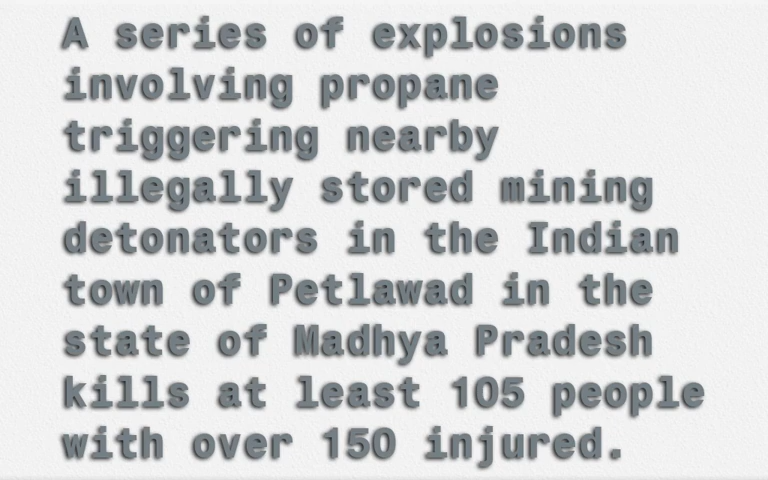 A series of explosions
involving propane
triggering nearby
illegally stored mining
detonators in the Indian
town of Petlawad in the
state of Madhya Pradesh
kills at least 105 people
with over 150 injured.